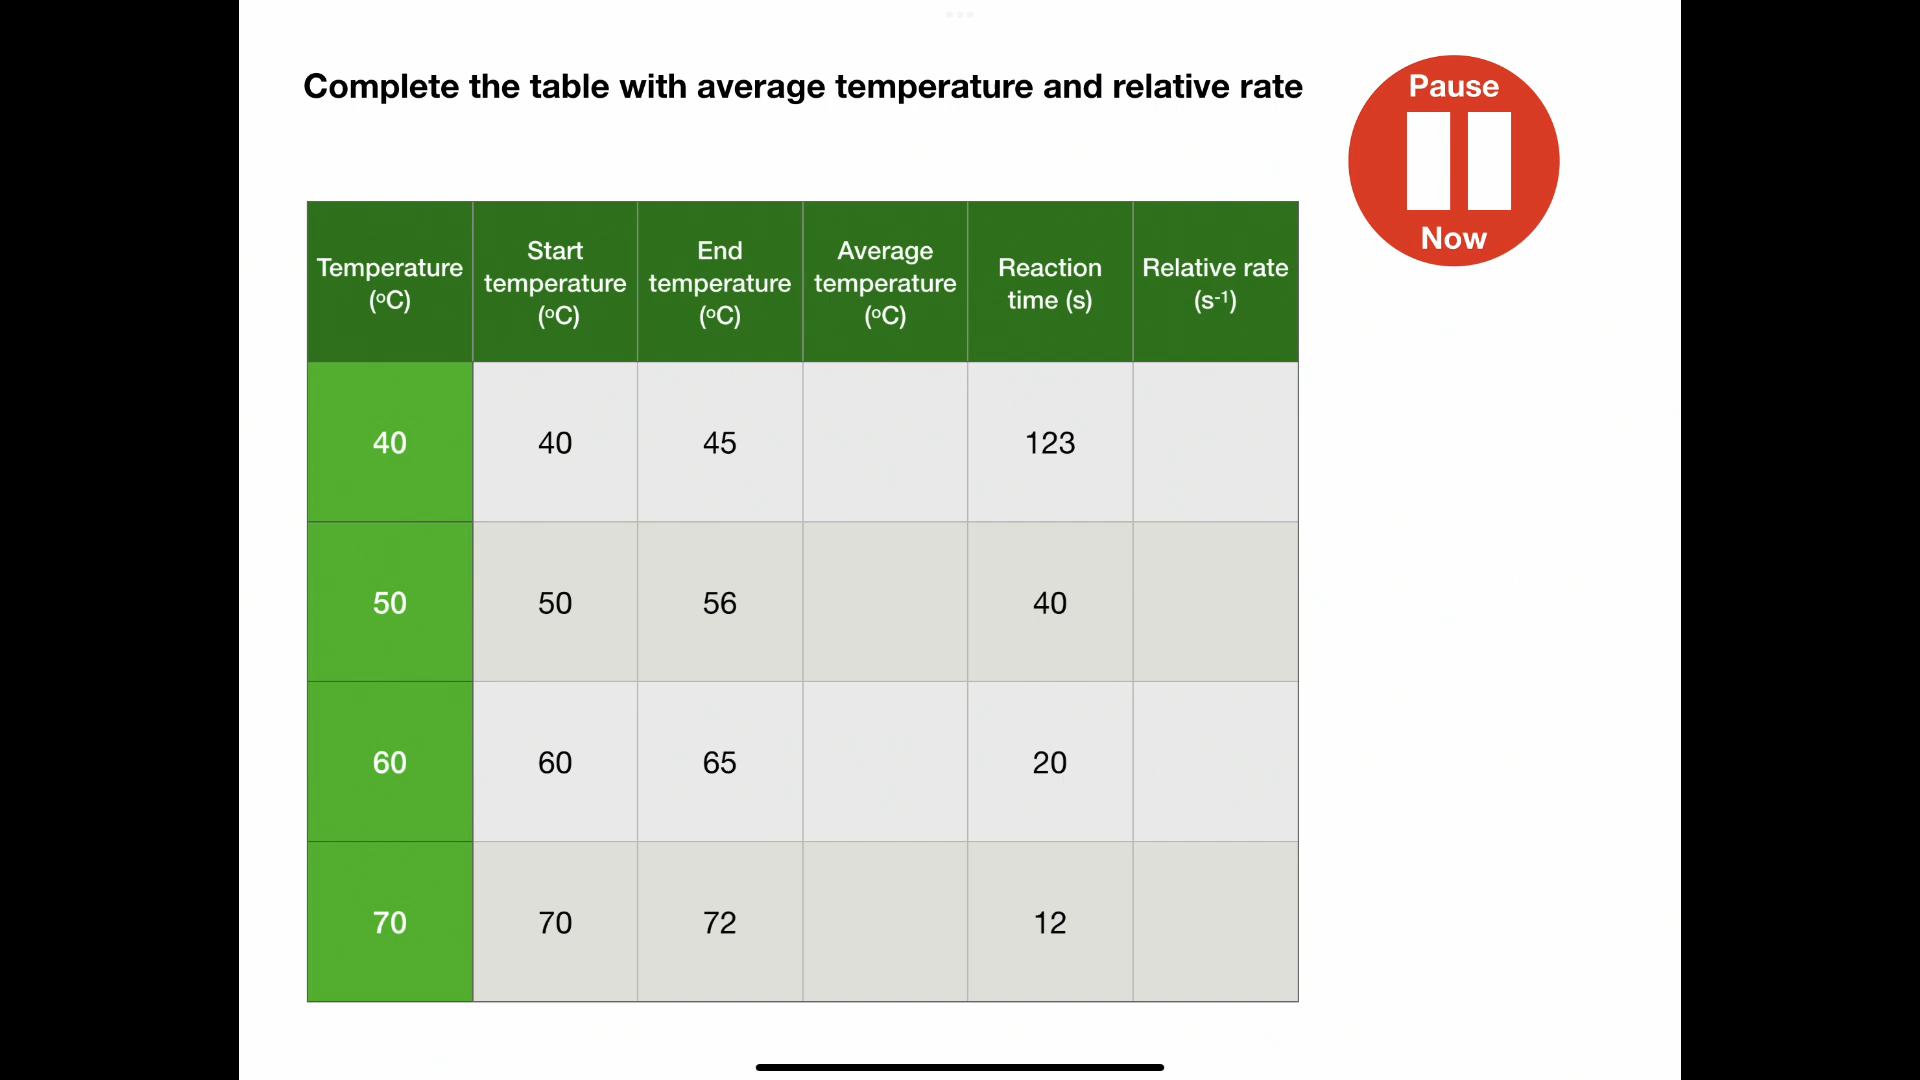 Complete the table with average temperature and relative rate
Pause
Now
Temperature
(ºC)
Start
temperature
(ºC)
End
temperature
(ºC)
Average
temperature
(ºC)
Reaction
time (s)
Relative rate
(s⁻¹)
40 40 45 123
50 50 56 40
60 60 65 20
70 70 72 12